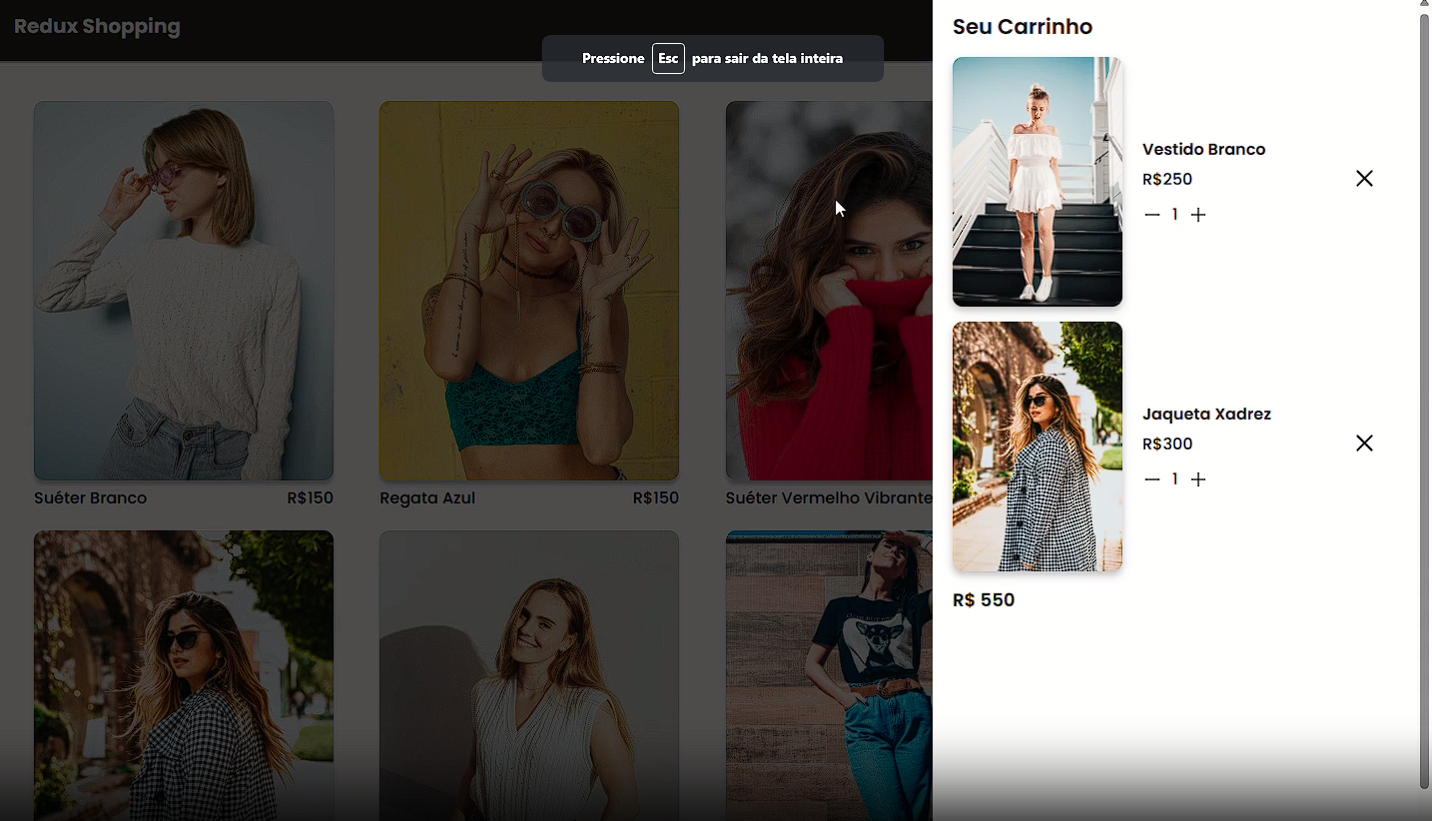 Redux Shopping
Pressione Esc para sair da tela inteira
Suéter Branco R$150
Regata Azul R$150
Suéter Vermelho Vibrante
Seu Carrinho
Vestido Branco
R$250
1
Jaqueta Xadrez
R$300
1
R$ 550